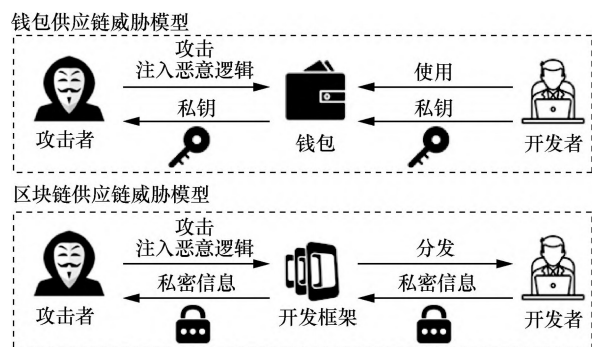 钱包供应链威胁模型
攻击
注入恶意逻辑
使用
私钥
私钥
攻击者
钱包
开发者
区块链供应链威胁模型
攻击
注入恶意逻辑
分发
私密信息
私密信息
攻击者
开发框架
开发者